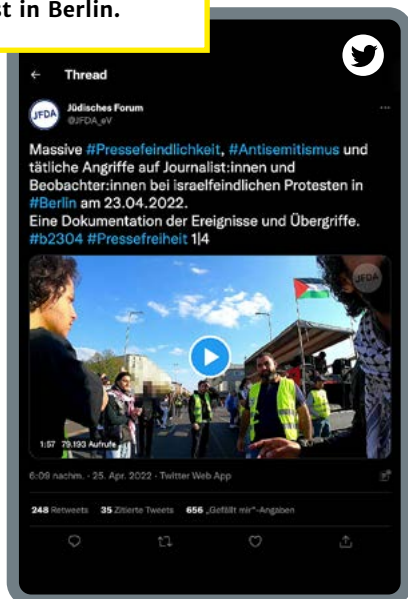 st in Berlin.
Thread
JFDA
Jüdisches Forum
@JFDA_eV
Massive #Pressefeindlichkeit, #Antisemitismus und
tätliche Angriffe auf Journalist:innen und
Beobachter:innen bei israelfeindlichen Protesten in
#Berlin am 23.04.2022.
Eine Dokumentation der Ereignisse und Übergriffe.
#b2304 #Pressefreiheit 1|4
JFDA
1:57 79.193 Aufrufe
6:09 nachm. · 25. Apr. 2022 · Twitter Web App
248 Retweets 35 Zitierte Tweets 656 „Gefällt mir“-Angaben